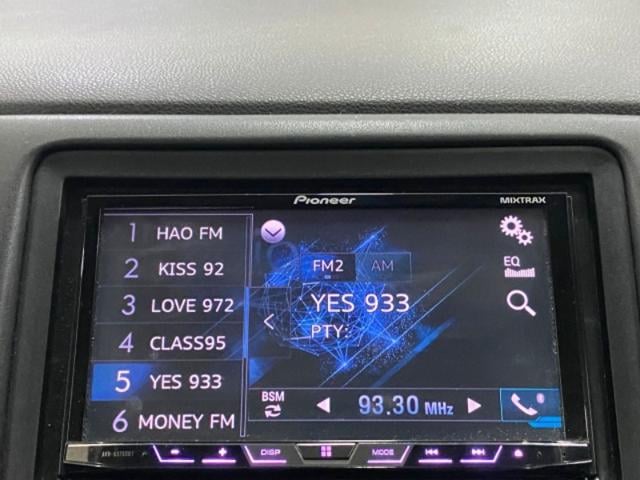 Pioneer MIXTRAX
1 HAO FM
2 KISS 92
3 LOVE 972
4 CLASS95
5 YES 933
6 MONEY FM
FM2 AM
YES 933
PTY:
EQ
BSM
93.30 MHz
DISP MODE